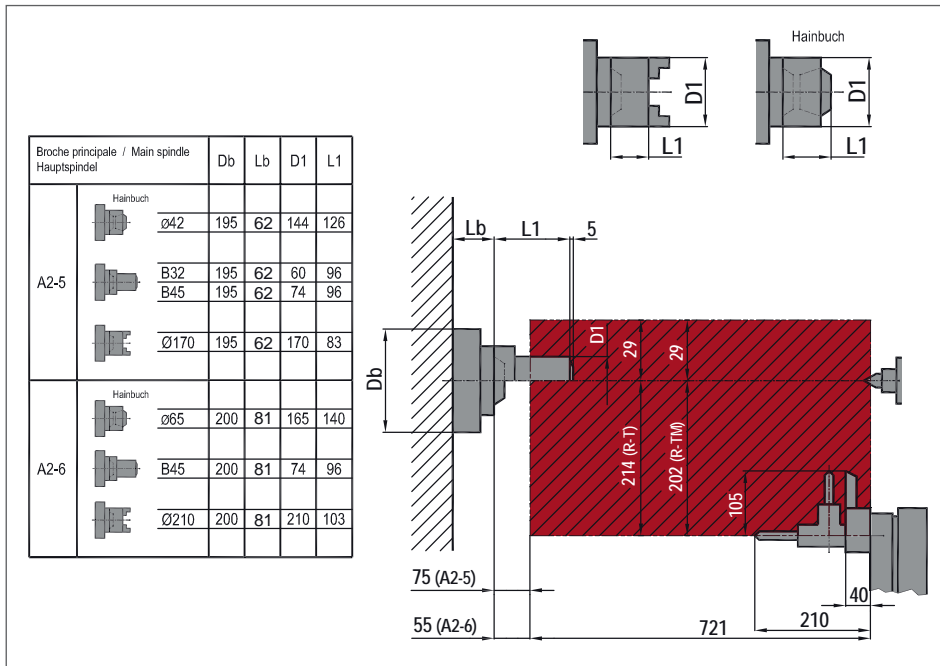 Hainbuch
D1
L1
D1
L1
Broche principale / Main spindle
Hauptspindel
Db Lb D1 L1
A2-5
Hainbuch
Ø42 195 62 144 126
B32 195 62 60 96
B45 195 62 74 96
Ø170 195 62 170 83
A2-6
Hainbuch
Ø65 200 81 165 140
B45 200 81 74 96
Ø210 200 81 210 103
Lb L1 5
Db
D1
29
29
214 (R-T)
202 (R-TM)
105
75 (A2-5)
40
55 (A2-6)
210
721